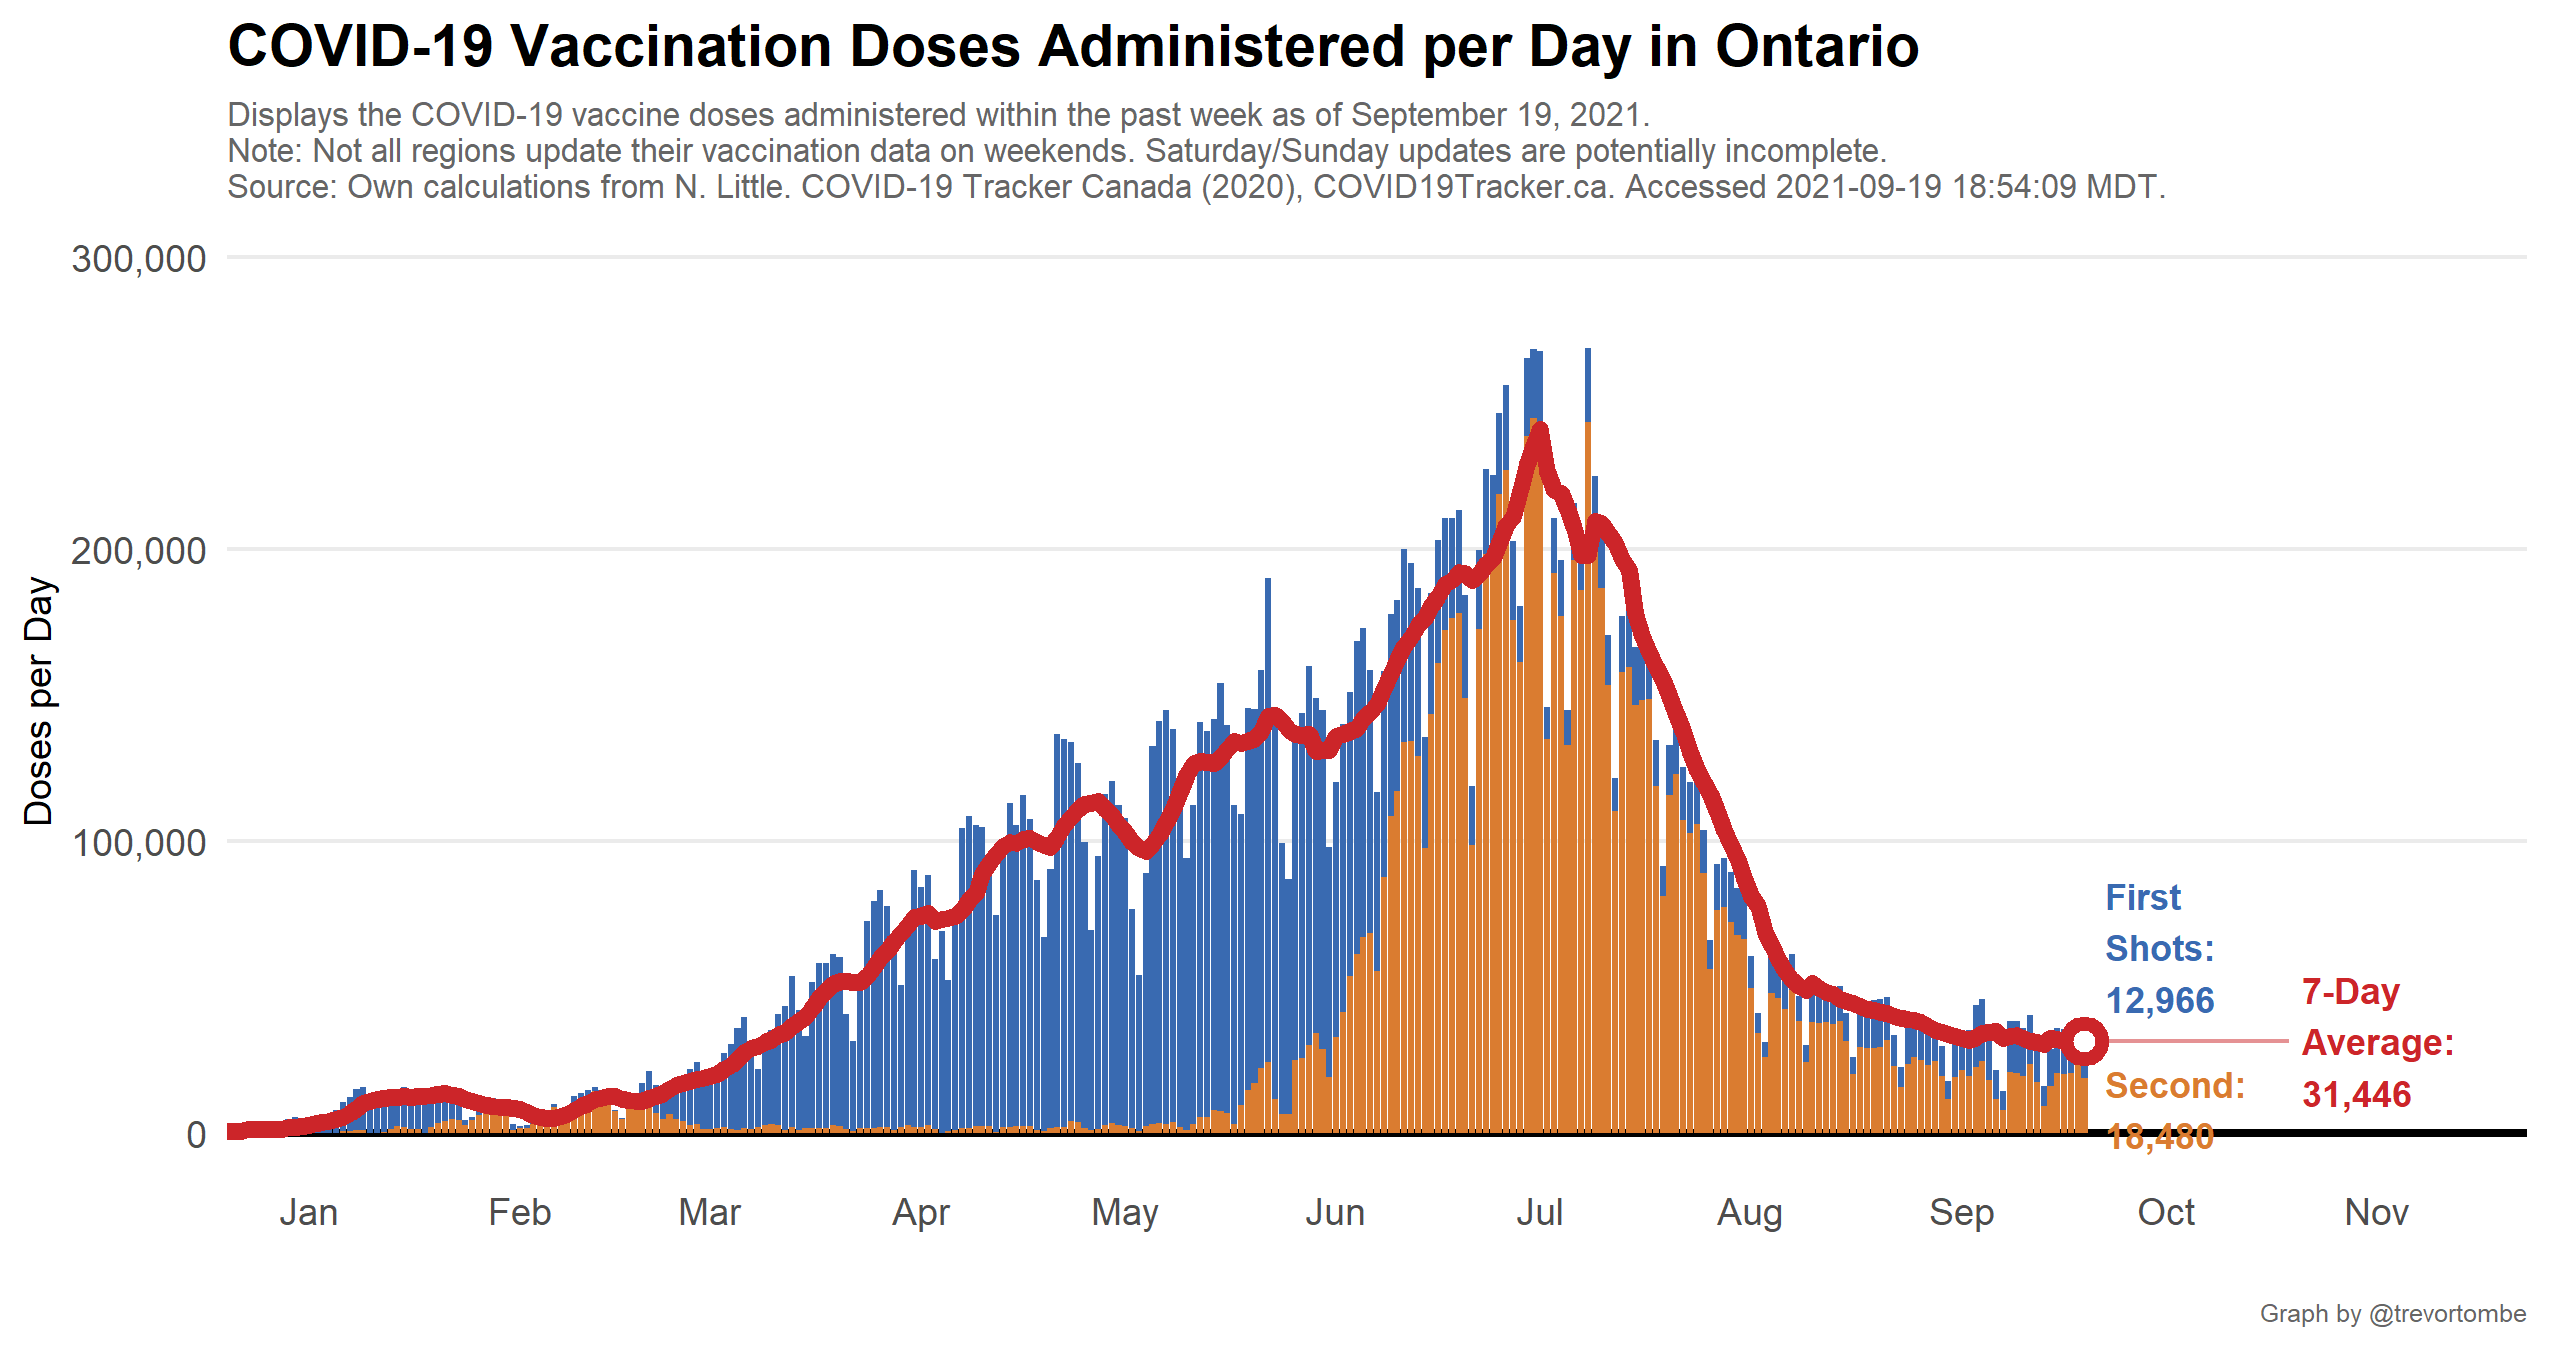 COVID-19 Vaccination Doses Administered per Day in Ontario
Displays the COVID-19 vaccine doses administered within the past week as of September 19, 2021.
Note: Not all regions update their vaccination data on weekends. Saturday/Sunday updates are potentially incomplete.
Source: Own calculations from N. Little. COVID-19 Tracker Canada (2020), COVID19Tracker.ca. Accessed 2021-09-19 18:54:09 MDT.
Doses per Day
300,000
200,000
100,000
0
First
Shots:
12,966
Second:
18,480
7-Day
Average:
31,446
Jan Feb Mar Apr May Jun Jul Aug Sep Oct Nov
Graph by @trevortombe